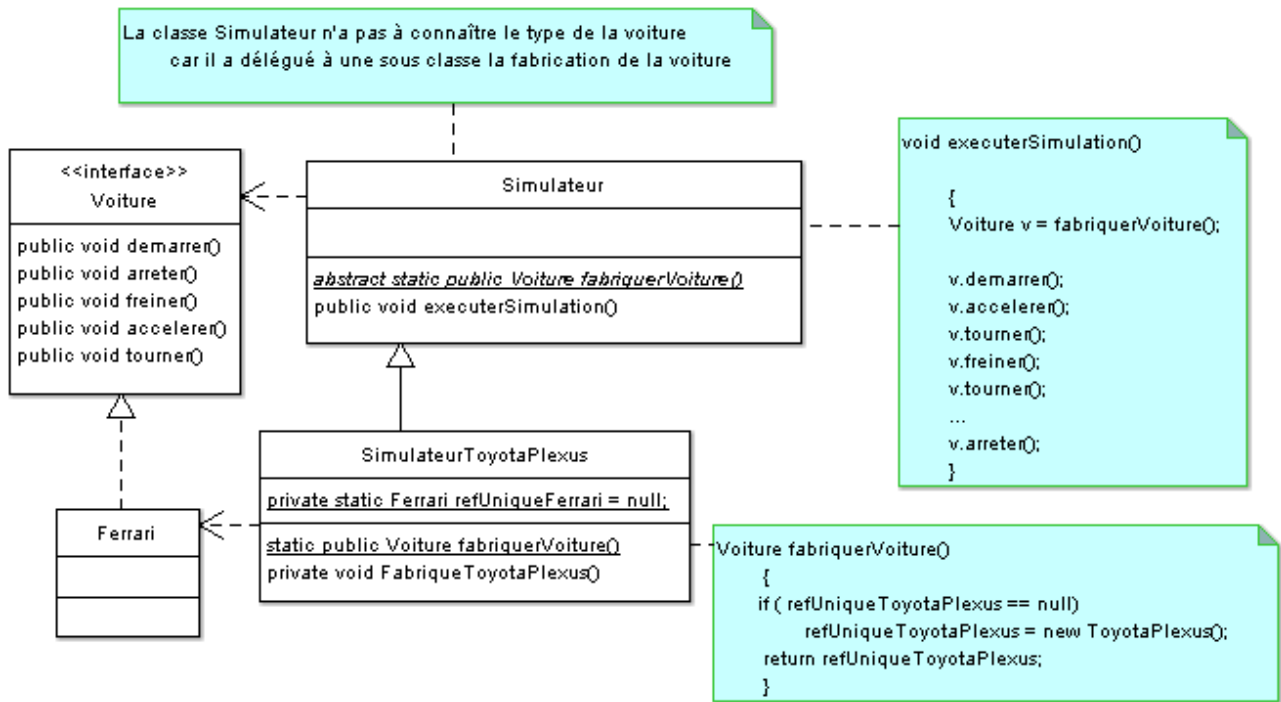 La classe Simulateur n'a pas à connaître le type de la voiture
car il a délégué à une sous classe la fabrication de la voiture
<<interface>>
Voiture
public void demarrer()
public void arreter()
public void freiner()
public void accelerer()
public void tourner()
Simulateur
abstract static public Voiture fabriquerVoiture()
public void executerSimulation()
void executerSimulation()
{
Voiture v = fabriquerVoiture();
v.demarrer();
v.accelerer();
v.tourner();
v.freiner();
v.tourner();
...
v.arreter();
}
SimulateurToyotaPlexus
private static Ferrari refUniqueFerrari = null;
static public Voiture fabriquerVoiture()
private void FabriqueToyotaPlexus()
Ferrari
Voiture fabriquerVoiture()
{
if ( refUniqueToyotaPlexus == null)
refUniqueToyotaPlexus = new ToyotaPlexus();
return refUniqueToyotaPlexus;
}